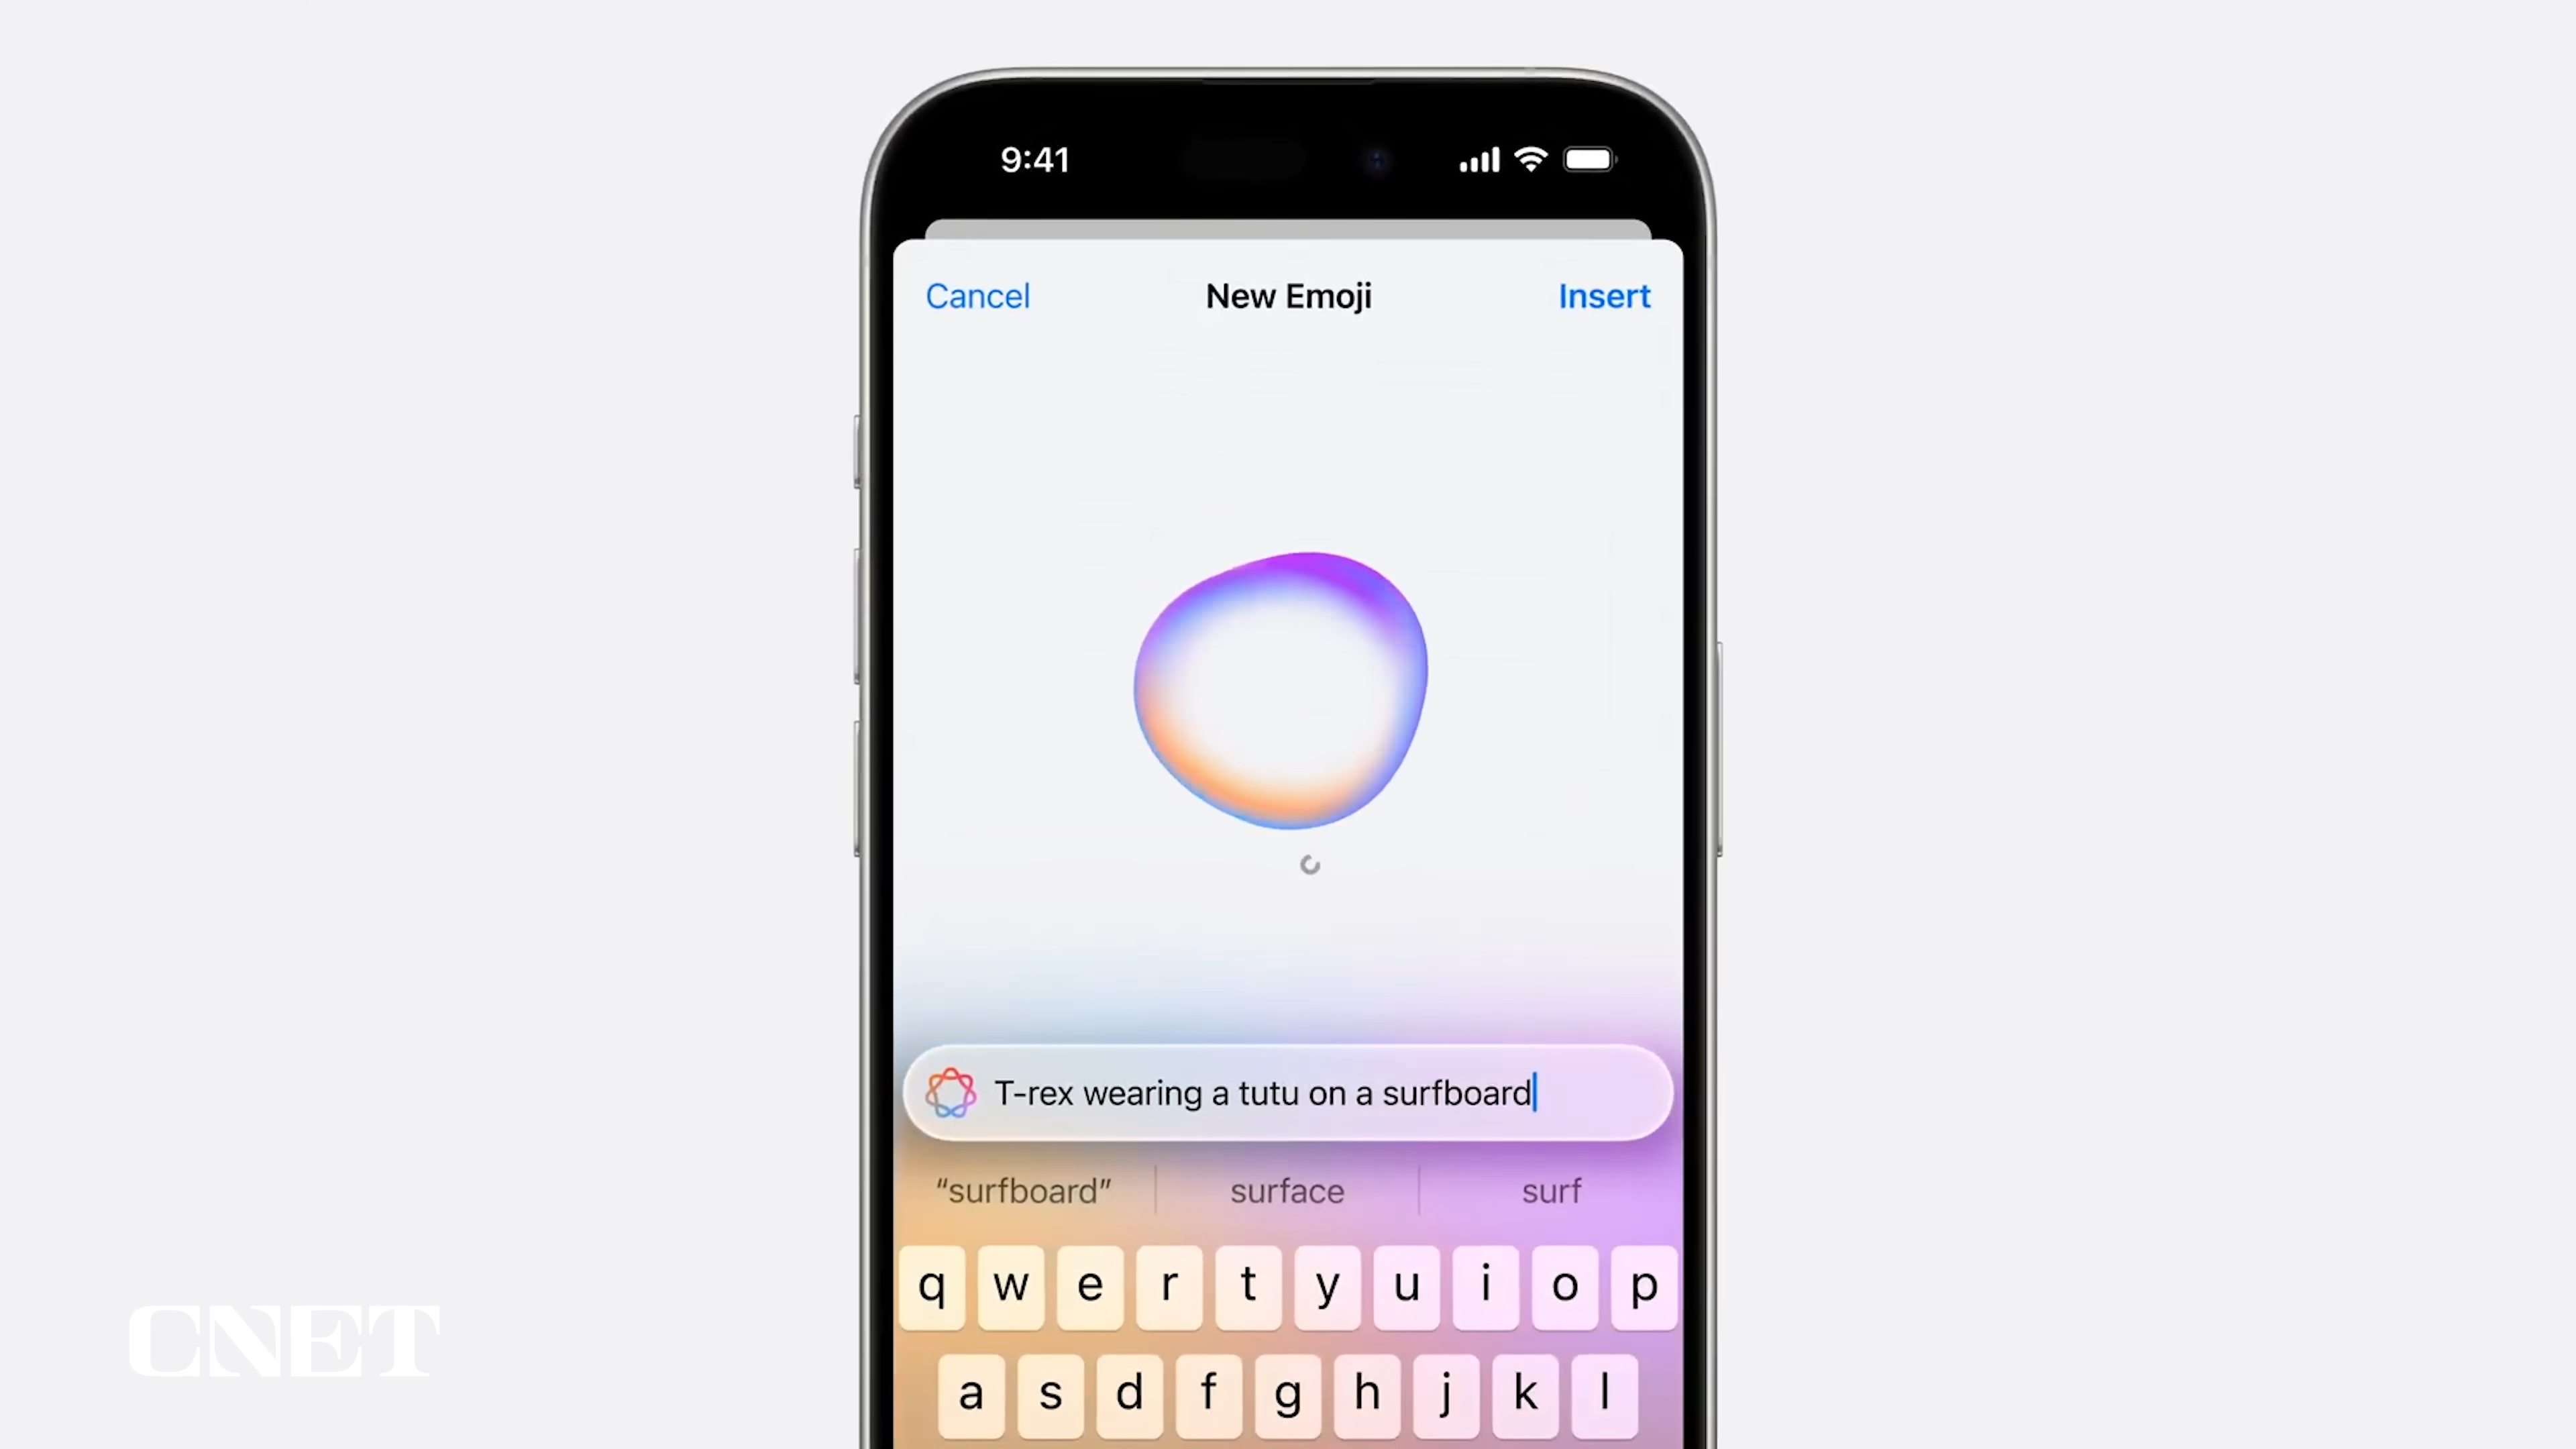 9:41
Cancel New Emoji Insert
T-rex wearing a tutu on a surfboard
“surfboard” surface surf
q w e r t y u i o p
a s d f g h j k l
CNET